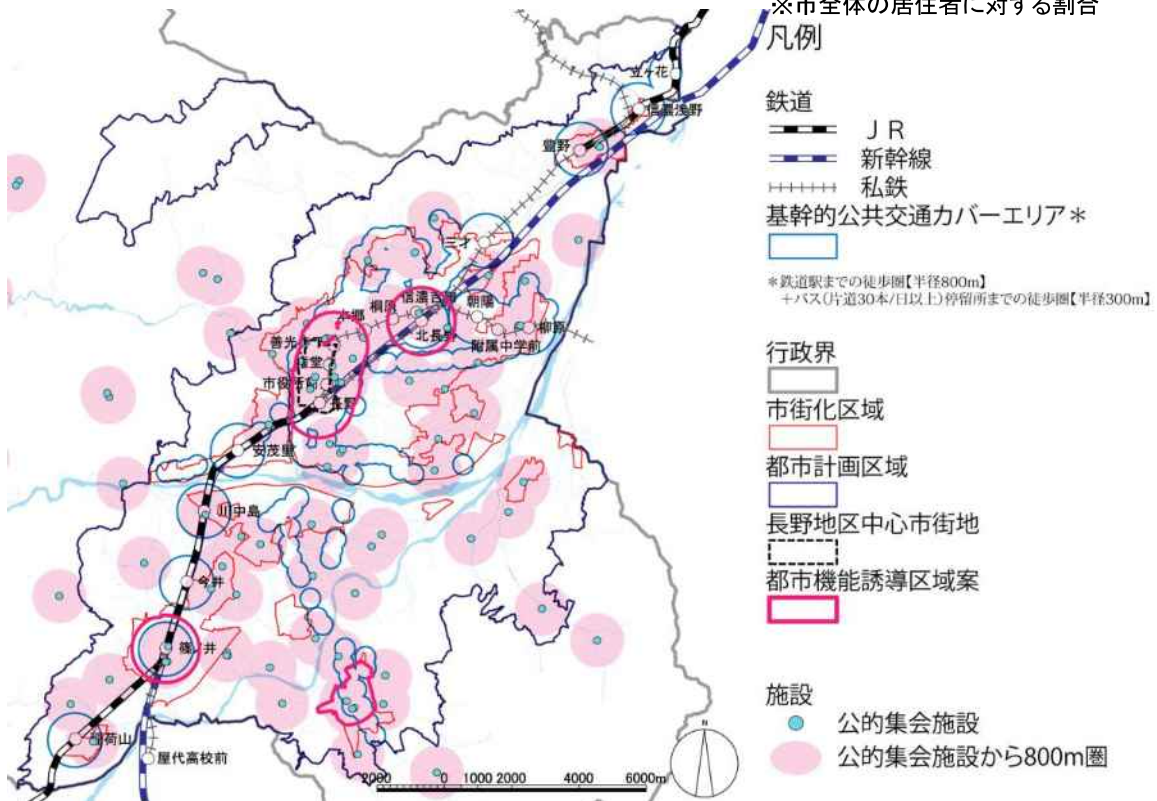 ※市全体の居住者に対する割合
凡例
鉄道
ＪＲ
新幹線
私鉄
基幹的公共交通カバーエリア＊
＊鉄道駅までの徒歩圏【半径800m】
＋バス（片道30本/日以上）停留所までの徒歩圏【半径300m】
行政界
市街化区域
都市計画区域
長野地区中心市街地
都市機能誘導区域案
施設
公的集会施設
公的集会施設から800m圏
立ヶ花
信濃浅野
豊野
三才
信濃吉田
朝陽
桐原
本郷
柳原
北長野
附属中学前
善光寺下
権堂
市役所前
長野
安茂里
川中島
今井
篠ノ井
稲荷山
屋代高校前
N
2000 0 1000 2000 4000 6000m